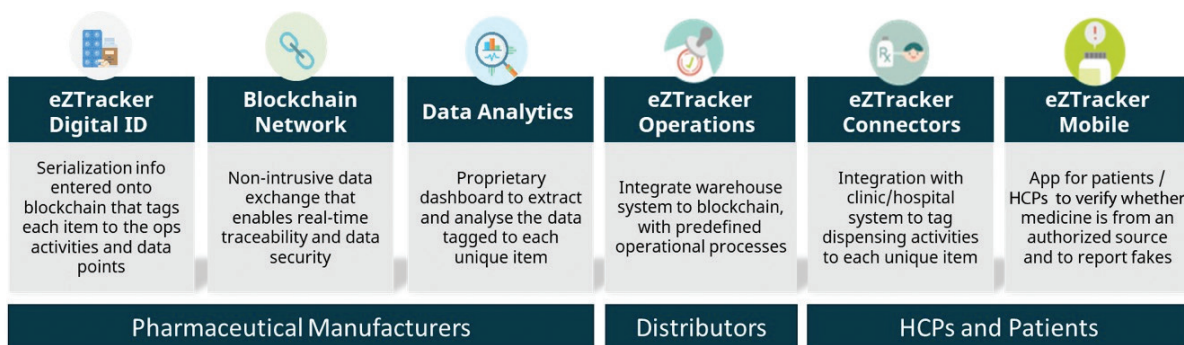 eZTracker
Digital ID
Serialization info
entered onto
blockchain that tags
each item to the ops
activities and data
points
Blockchain
Network
Non-intrusive data
exchange that
enables real-time
traceability and data
security
Data Analytics
Proprietary
dashboard to extract
and analyse the data
tagged to each
unique item
eZTracker
Operations
Integrate warehouse
system to blockchain,
with predefined
operational processes
Rx
eZTracker
Connectors
Integration with
clinic/hospital
system to tag
dispensing activities
to each unique item
!
eZTracker
Mobile
App for patients /
HCPs to verify whether
medicine is from an
authorized source
and to report fakes
Pharmaceutical Manufacturers
Distributors
HCPs and Patients